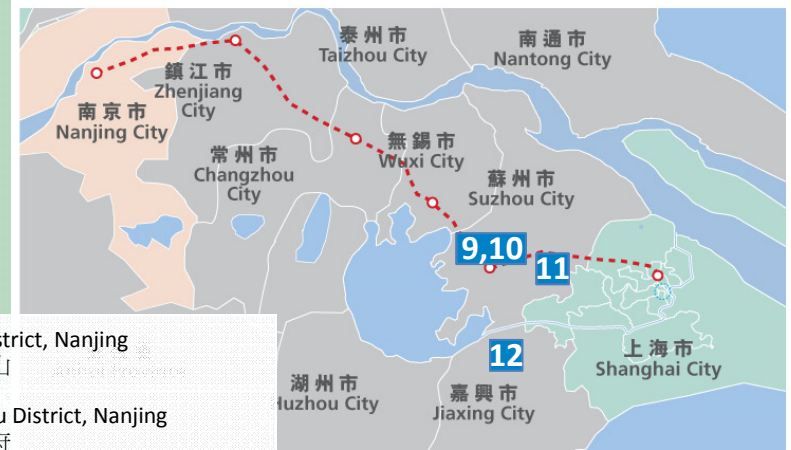 泰州市
Taizhou City
南通市
Nantong City
鎮江市
Zhenjiang
City
南京市
Nanjing City
無錫市
Wuxi City
常州市
Changzhou
City
蘇州市
Suzhou City
9,10
11
12
上海市
Shanghai City
湖州市
Huzhou City
嘉興市
Jiaxing City
strict, Nanjing
山
u District, Nanjing